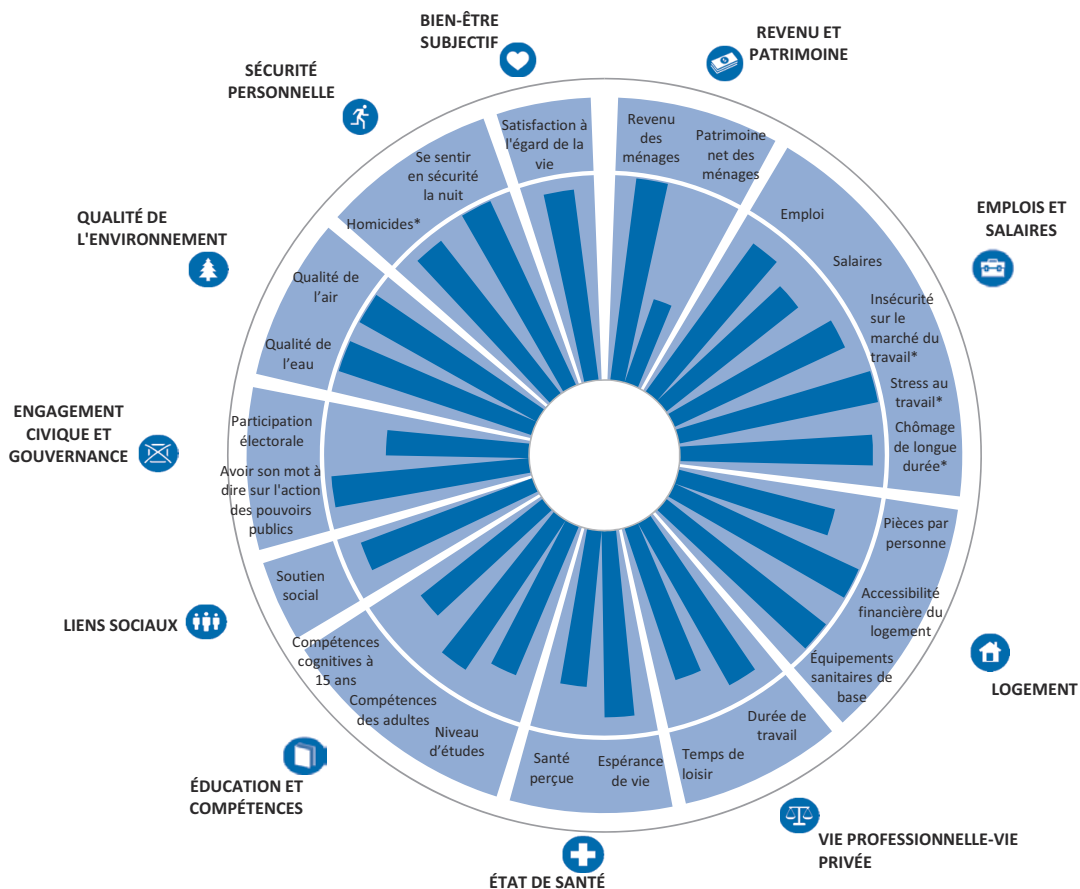 BIEN-ÊTRE
SUBJECTIF
REVENU ET
PATRIMOINE
SÉCURITÉ
PERSONNELLE
Satisfaction à
l'égard de la
vie
Revenu
des
ménages
Patrimoine
net des
ménages
Se sentir
en sécurité
la nuit
Homicides*
QUALITÉ DE
L'ENVIRONNEMENT
EMPLOIS ET
SALAIRES
Emploi
Salaires
Insécurité
sur le
marché du
travail*
Stress au
travail*
Chômage
de longue
durée*
Qualité de
l’air
Qualité de
l’eau
ENGAGEMENT
CIVIQUE ET
GOUVERNANCE
Participation
électorale
Avoir son mot à
dire sur l'action
des pouvoirs
publics
Pièces par
personne
Accessibilité
financière du
logement
Équipements
sanitaires de
base
LOGEMENT
LIENS SOCIAUX
Soutien
social
Compétences
cognitives à
15 ans
Compétences
des adultes
Niveau
d’études
Santé
perçue
Espérance
de vie
Temps de
loisir
Durée de
travail
ÉDUCATION ET
COMPÉTENCES
VIE PROFESSIONNELLE-VIE
PRIVÉE
ÉTAT DE SANTÉ